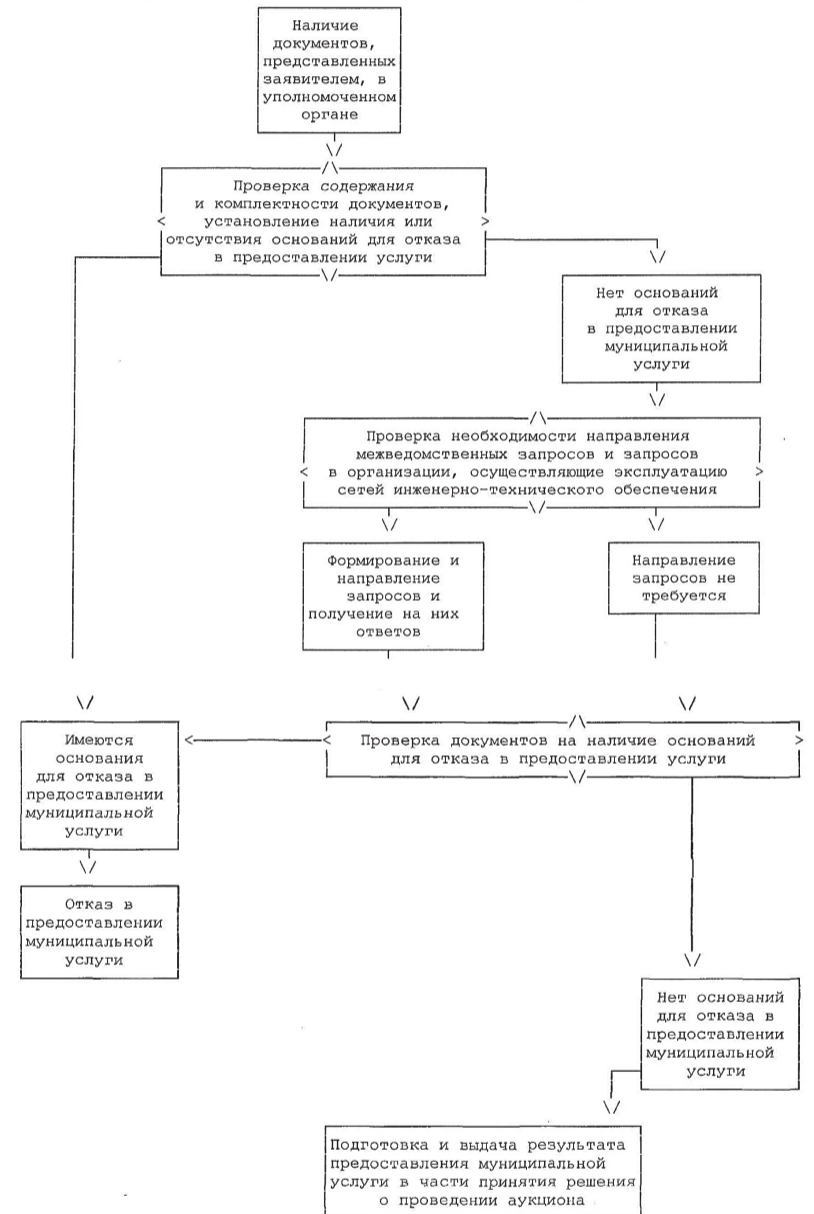 Наличие
документов,
представленных
заявителем, в
уполномоченном
органе
Проверка содержания
и комплектности документов,
установление наличия или
отсутствия оснований для отказа
в предоставлении услуги
Нет оснований
для отказа
в предоставлении
муниципальной
услуги
Проверка необходимости направления
межведомственных запросов и запросов
в организации, осуществляющие эксплуатацию
сетей инженерно-технического обеспечения
Формирование и
направление
запросов и
получение на них
ответов
Направление
запросов не
требуется
Имеются
основания
для отказа в
предоставлении
муниципальной
услуги
Проверка документов на наличие оснований
для отказа в предоставлении услуги
Отказ в
предоставлении
муниципальной
услуги
Нет оснований
для отказа в
предоставлении
муниципальной
услуги
Подготовка и выдача результата
предоставления муниципальной
услуги в части принятия решения
о проведении аукциона